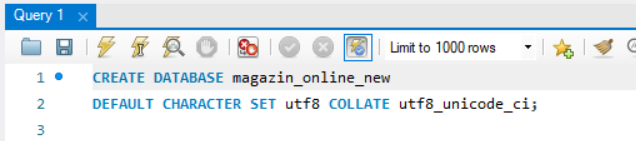 Query 1
Limit to 1000 rows
1 CREATE DATABASE magazin_online_new
2 DEFAULT CHARACTER SET utf8 COLLATE utf8_unicode_ci;
3